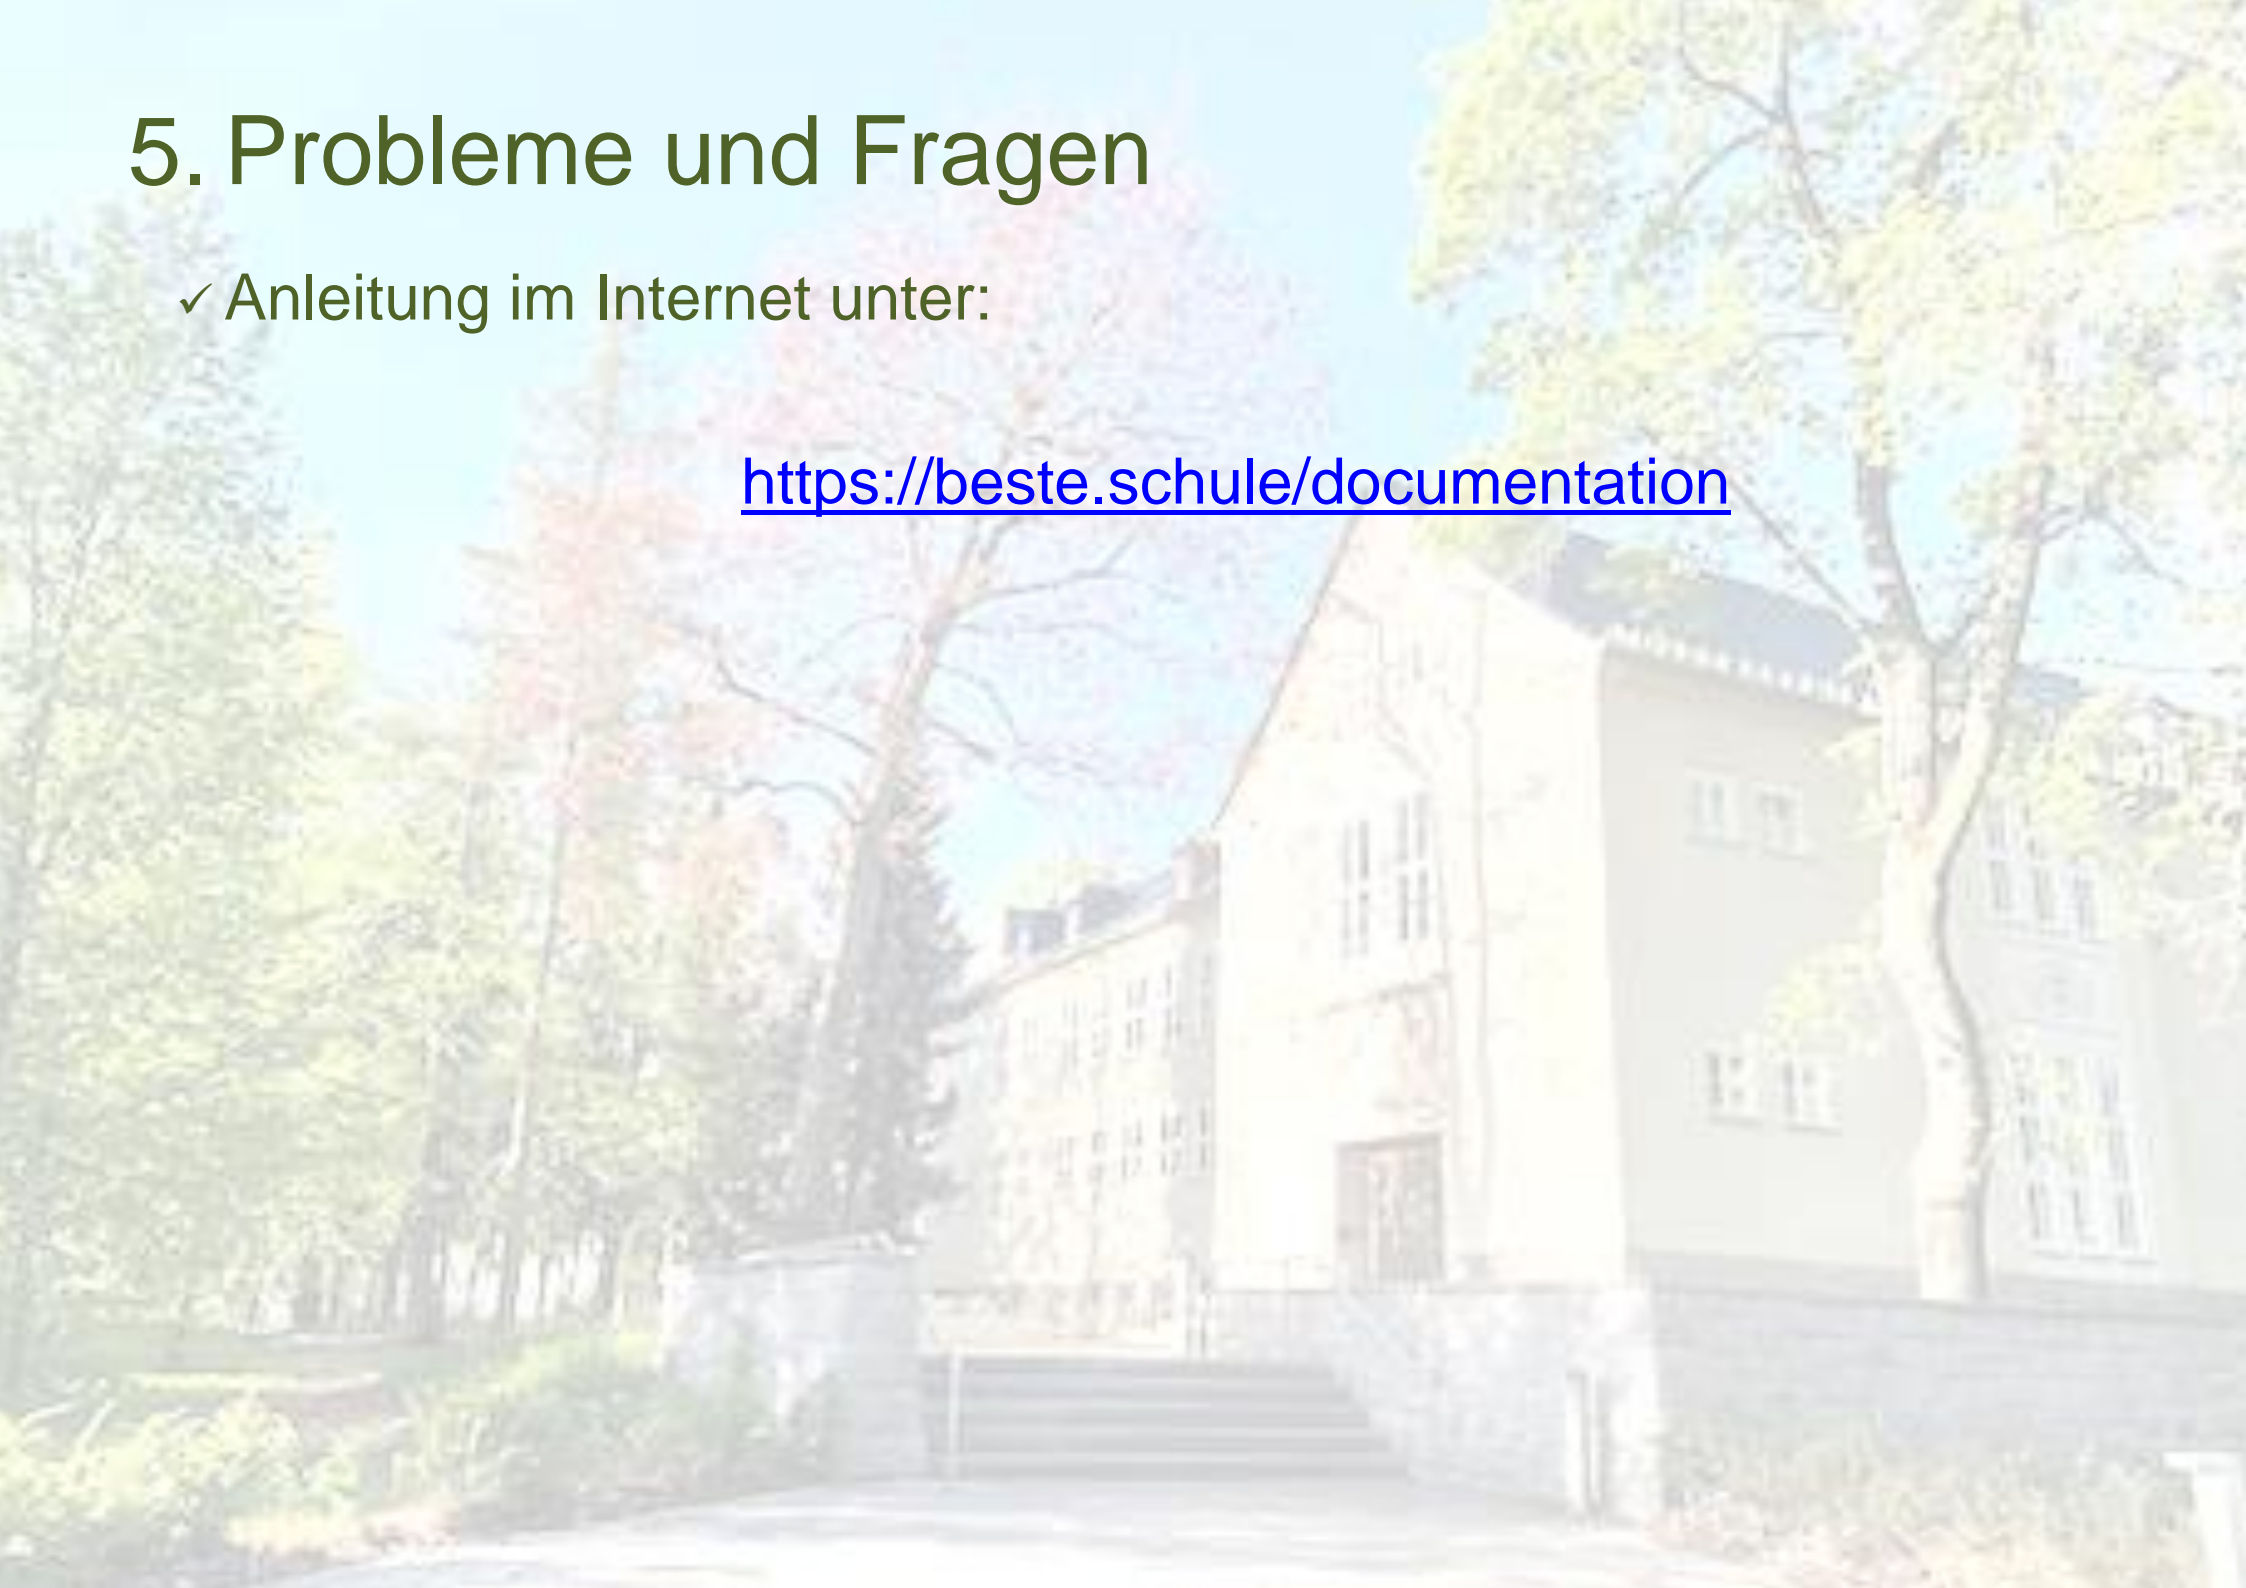 5. Probleme und Fragen
✓ Anleitung im Internet unter:
https://beste.schule/documentation